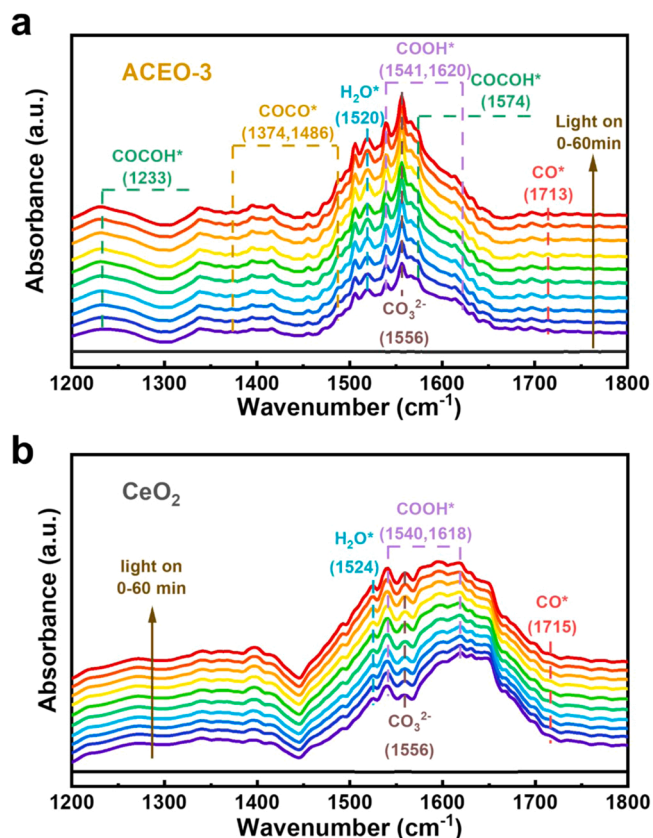 a
COOH*
(1541,1620)
ACEO-3
H₂O*
(1520)
COCOH*
(1574)
COCO*
(1374,1486)
Light on
0-60min
COCOH*
(1233)
CO*
(1713)
CO₃²⁻
(1556)
Absorbance (a.u.)
1200 1300 1400 1500 1600 1700 1800
Wavenumber (cm⁻¹)
b
CeO₂
COOH*
(1540,1618)
H₂O*
(1524)
light on
0-60 min
CO*
(1715)
CO₃²⁻
(1556)
Absorbance (a.u.)
1200 1300 1400 1500 1600 1700 1800
Wavenumber (cm⁻¹)